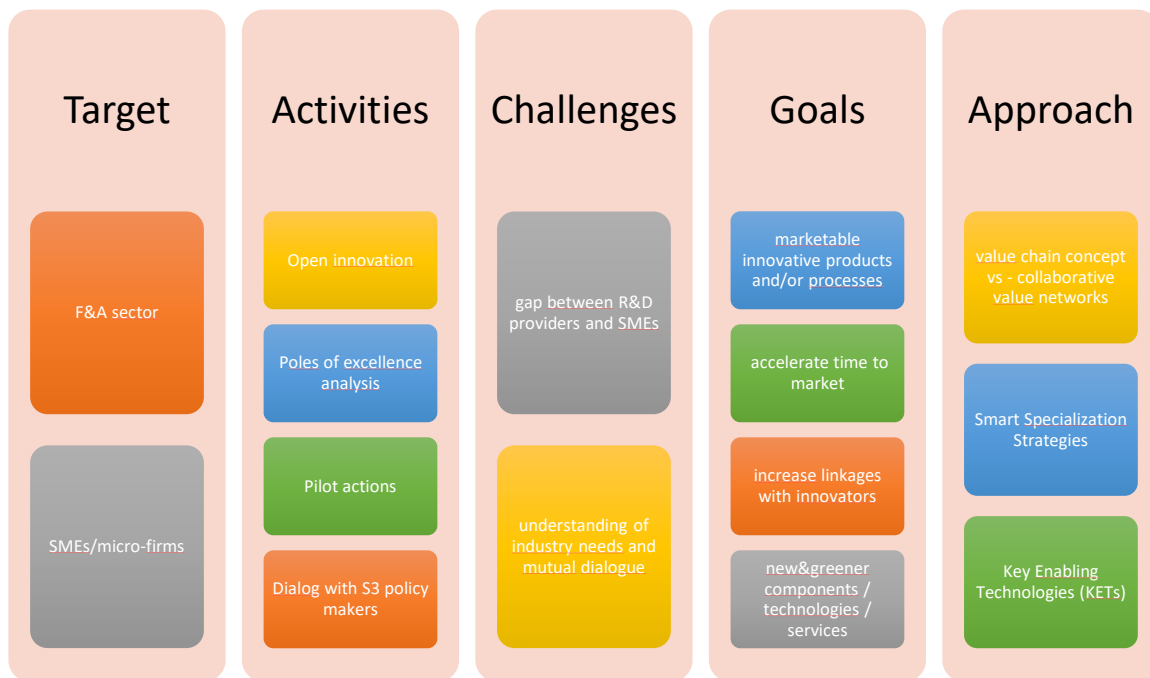 Target
F&A sector
SMEs/micro-firms
Activities
Open innovation
Poles of excellence
analysis
Pilot actions
Dialog with S3 policy
makers
Challenges
gap between R&D
providers and SMEs
understanding of
industry needs and
mutual dialogue
Goals
marketable
innovative products
and/or processes
accelerate time to
market
increase linkages
with innovators
new&greener
components /
technologies /
services
Approach
value chain concept
vs - collaborative
value networks
Smart Specialization
Strategies
Key Enabling
Technologies (KETs)